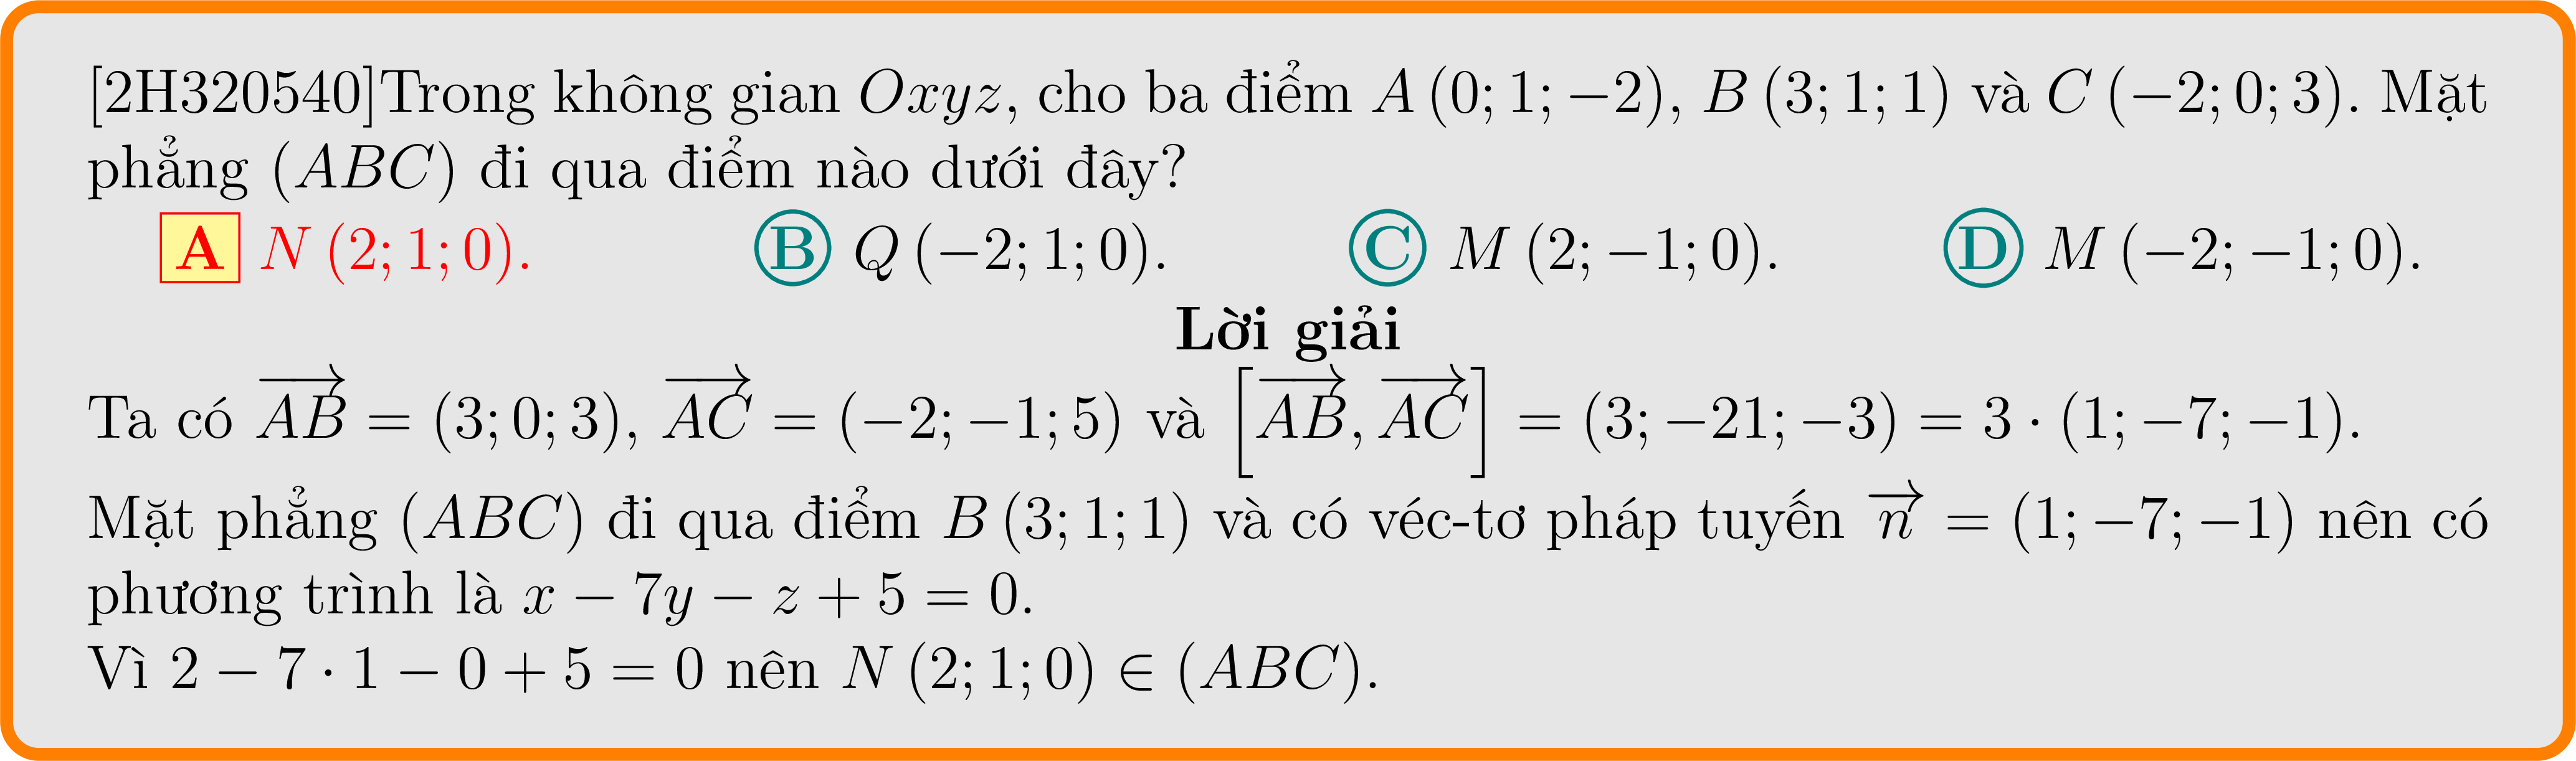 [2H320540]Trong không gian Oxyz, cho ba điểm A (0; 1; −2), B (3; 1; 1) và C (−2; 0; 3). Mặt
phẳng (ABC) đi qua điểm nào dưới đây?
A N (2; 1; 0). B Q (−2; 1; 0). C M (2; −1; 0). D M (−2; −1; 0).
Lời giải
Ta có \overrightarrow{AB} = (3; 0; 3), \overrightarrow{AC} = (−2; −1; 5) và [\overrightarrow{AB}, \overrightarrow{AC}] = (3; −21; −3) = 3 · (1; −7; −1).
Mặt phẳng (ABC) đi qua điểm B (3; 1; 1) và có véc-tơ pháp tuyến \overrightarrow{n} = (1; −7; −1) nên có
phương trình là x − 7y − z + 5 = 0.
Vì 2 − 7 · 1 − 0 + 5 = 0 nên N (2; 1; 0) ∈ (ABC).